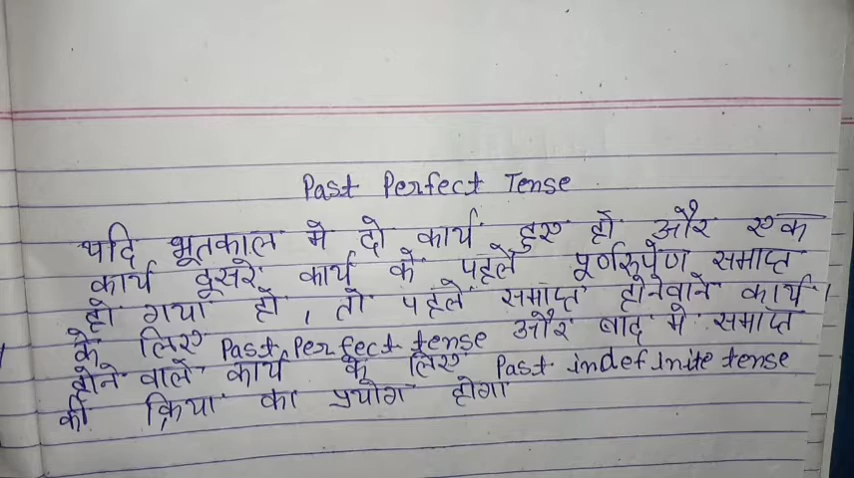 Past Perfect Tense
यदि भूतकाल मे दो कार्य हुए हो और एक
कार्य दूसरे कार्य के पहले पूर्णरूपेण समाप्त
हो गया हो, तो पहले समाप्त होनेवाने कार्य
के लिए Past Perfect tense और बाद मे समाप्त
होने वाले कार्य के लिए Past indefinite tense
की क्रिया का प्रयोग होगा